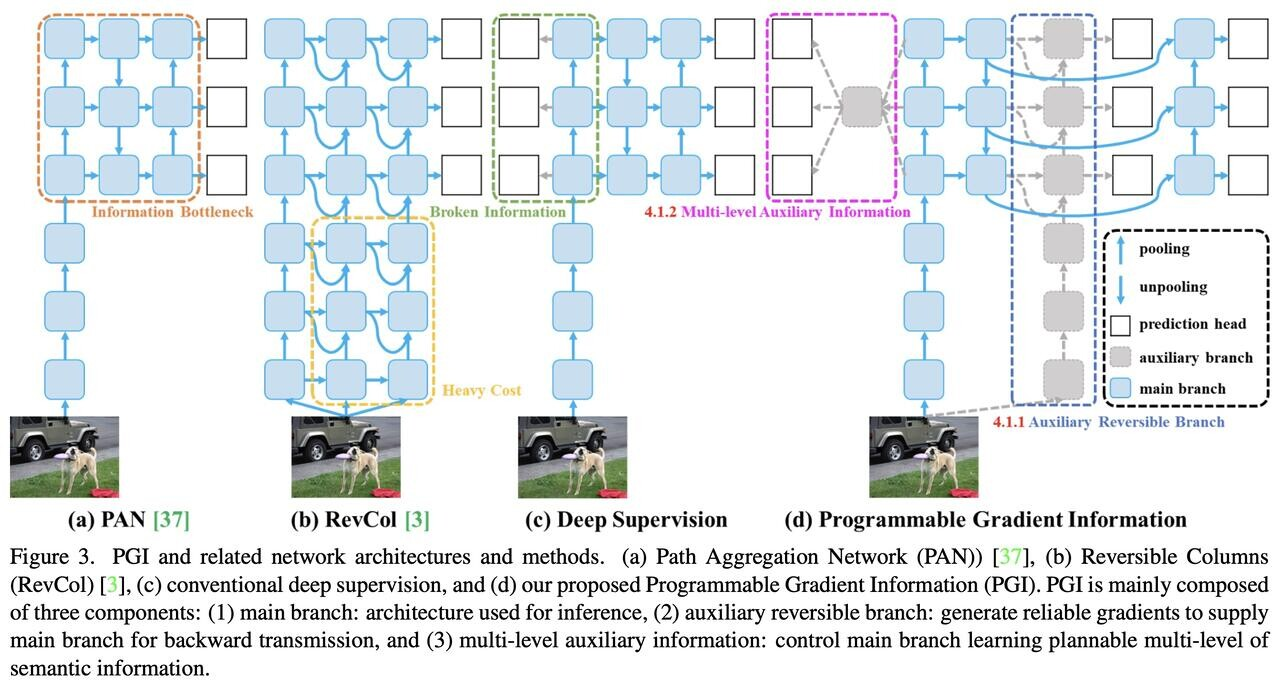 Information Bottleneck
Broken Information
4.1.2 Multi-level Auxiliary Information
pooling
unpooling
prediction head
auxiliary branch
main branch
Heavy Cost
4.1.1 Auxiliary Reversible Branch
(a) PAN [37]
(b) RevCol [3]
(c) Deep Supervision
(d) Programmable Gradient Information
Figure 3. PGI and related network architectures and methods. (a) Path Aggregation Network (PAN)) [37], (b) Reversible Columns
(RevCol) [3], (c) conventional deep supervision, and (d) our proposed Programmable Gradient Information (PGI). PGI is mainly composed
of three components: (1) main branch: architecture used for inference, (2) auxiliary reversible branch: generate reliable gradients to supply
main branch for backward transmission, and (3) multi-level auxiliary information: control main branch learning plannable multi-level of
semantic information.